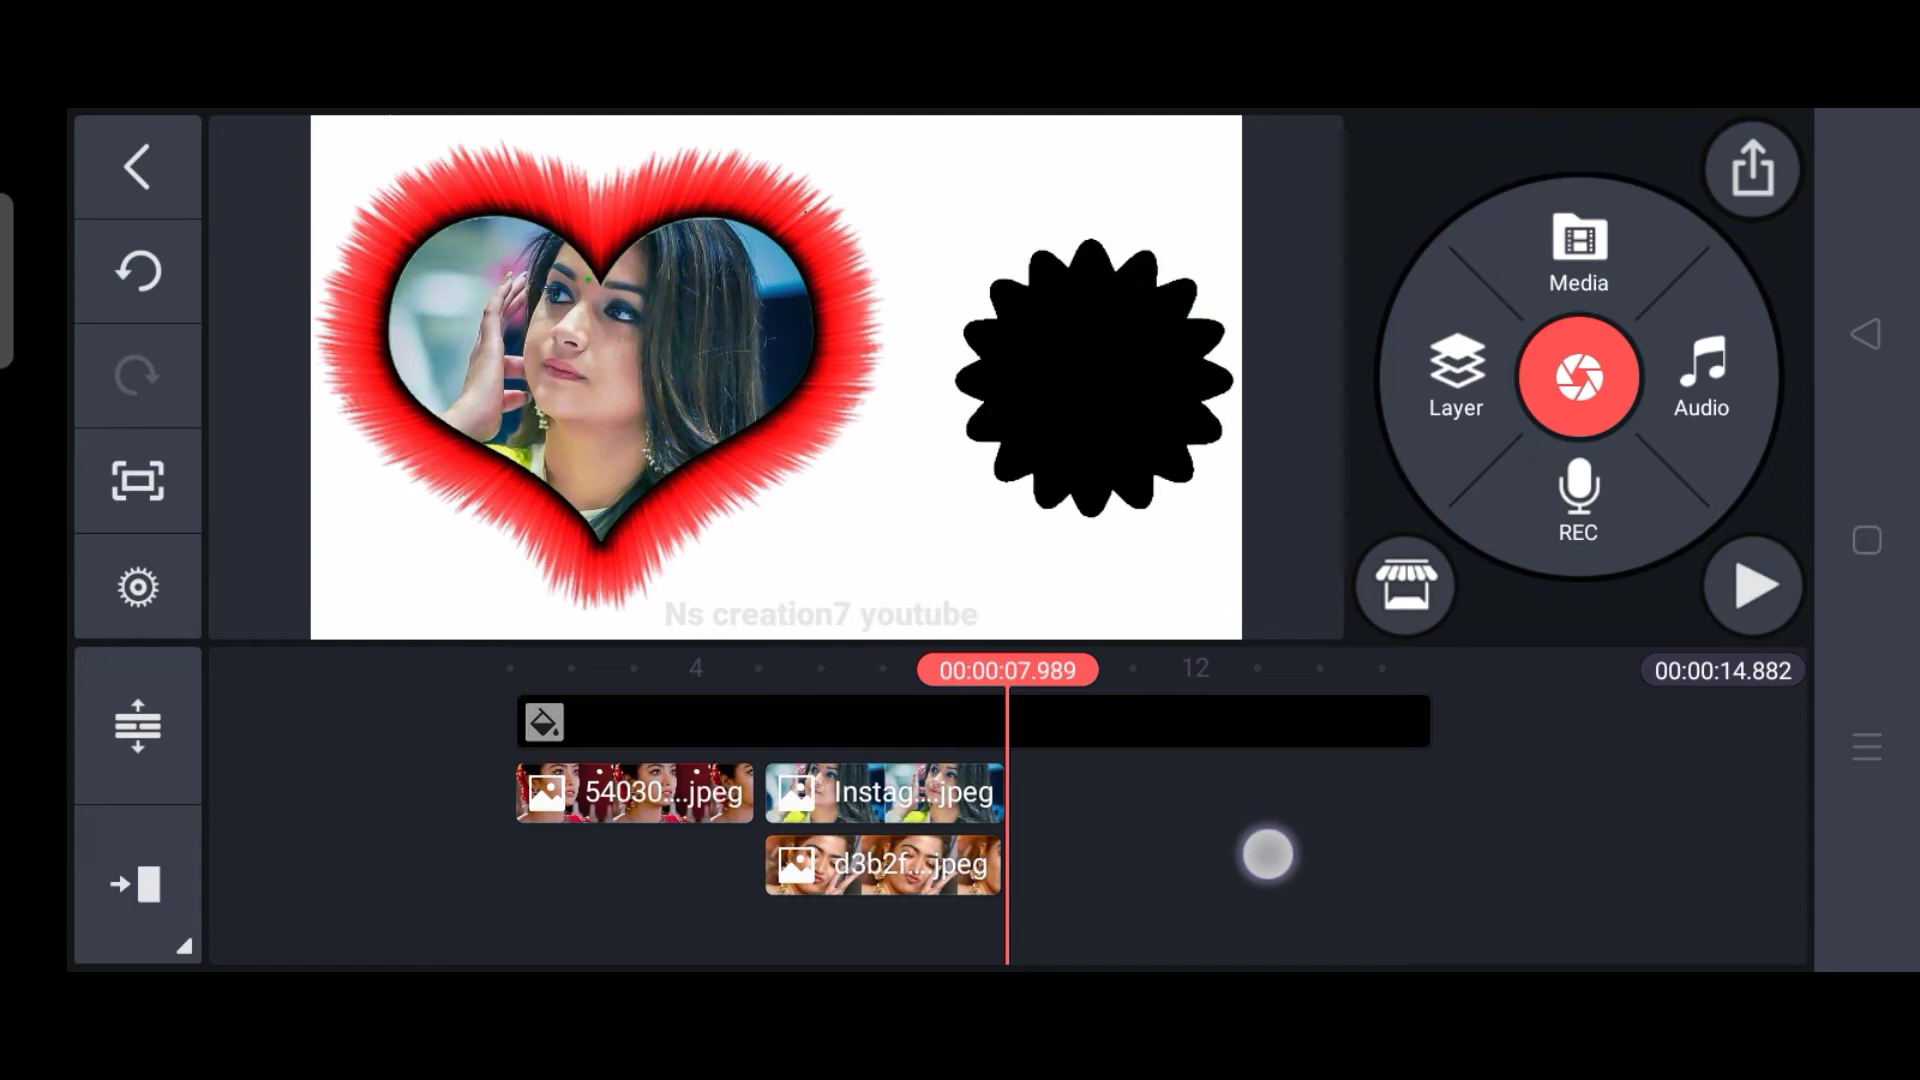 Media
Layer
Audio
REC
Ns creation7 youtube
4
00:00:07.989
12
00:00:14.882
54030....jpeg
Instag....jpeg
d3b2f....jpeg